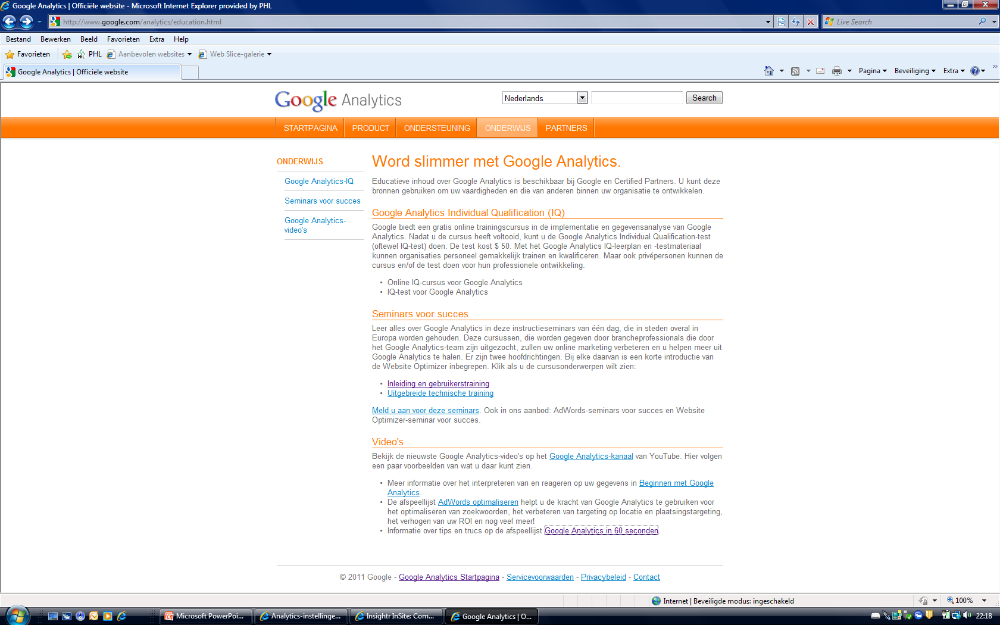 Google Analytics | Officiële website - Microsoft Internet Explorer provided by PHL
http://www.google.com/analytics/education.html
Live Search
Bestand Bewerken Beeld Favorieten Extra Help
Favorieten PHL Aanbevolen websites Web Slice-galerie
Google Analytics | Officiële website
Pagina Beveiliging Extra
Google Analytics
Nederlands Search
STARTPAGINA PRODUCT ONDERSTEUNING ONDERWIJS PARTNERS
ONDERWIJS
Google Analytics-IQ
Seminars voor succes
Google Analytics-
video's
Word slimmer met Google Analytics.
Educatieve inhoud over Google Analytics is beschikbaar bij Google en Certified Partners. U kunt deze
bronnen gebruiken om uw vaardigheden en die van anderen binnen uw organisatie te ontwikkelen.
Google Analytics Individual Qualification (IQ)
Google biedt een gratis online trainingscursus in de implementatie en gegevensanalyse van Google
Analytics. Nadat u de cursus heeft voltooid, kunt u de Google Analytics Individual Qualification-test
(oftewel IQ-test) doen. De test kost $ 50. Met het Google Analytics IQ-leerplan en -testmateriaal
kunnen organisaties personeel gemakkelijk trainen en kwalificeren. Maar ook privépersonen kunnen de
cursus en/of de test doen voor hun professionele ontwikkeling.
• Online IQ-cursus voor Google Analytics
• IQ-test voor Google Analytics
Seminars voor succes
Leer alles over Google Analytics in deze instructieseminars van één dag, die in steden overal in
Europa worden gehouden. Deze cursussen, die worden gegeven door brancheprofessionals die door
het Google Analytics-team zijn uitgezocht, zullen uw online marketing verbeteren en u helpen meer uit
Google Analytics te halen. Er zijn twee hoofdrichtingen. Bij elke daarvan is een korte introductie van
de Website Optimizer inbegrepen. Klik als u de cursusonderwerpen wilt zien:
• Inleiding en gebruikerstraining
• Uitgebreide technische training
Meld u aan voor deze seminars. Ook in ons aanbod: AdWords-seminars voor succes en Website
Optimizer-seminar voor succes.
Video's
Bekijk de nieuwste Google Analytics-video's op het Google Analytics-kanaal van YouTube. Hier volgen
een paar voorbeelden van wat u daar kunt zien.
• Meer informatie over het interpreteren van en reageren op uw gegevens in Beginnen met Google
Analytics.
• De afspeellijst AdWords optimaliseren helpt u de kracht van Google Analytics te gebruiken voor
het optimaliseren van zoekwoorden, het verbeteren van targeting op locatie en plaatsingstargeting,
het verhogen van uw ROI en nog veel meer!
• Informatie over tips en trucs op de afspeellijst Google Analytics in 60 seconden.
© 2011 Google - Google Analytics Startpagina - Servicevoorwaarden - Privacybeleid - Contact
Internet | Beveiligde modus: ingeschakeld 100%
Microsoft PowerPoi... Analytics-instellinge... Insightr InSite: Com... Google Analytics | O... 22:18